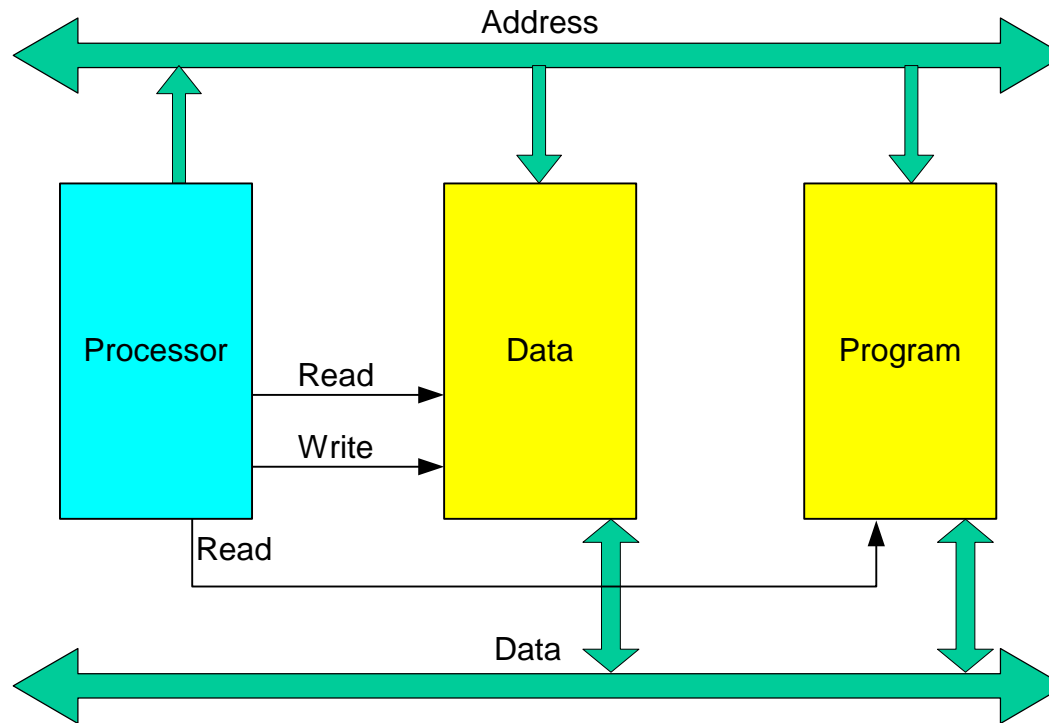 Address
Processor
Data
Program
Read
Write
Read
Data